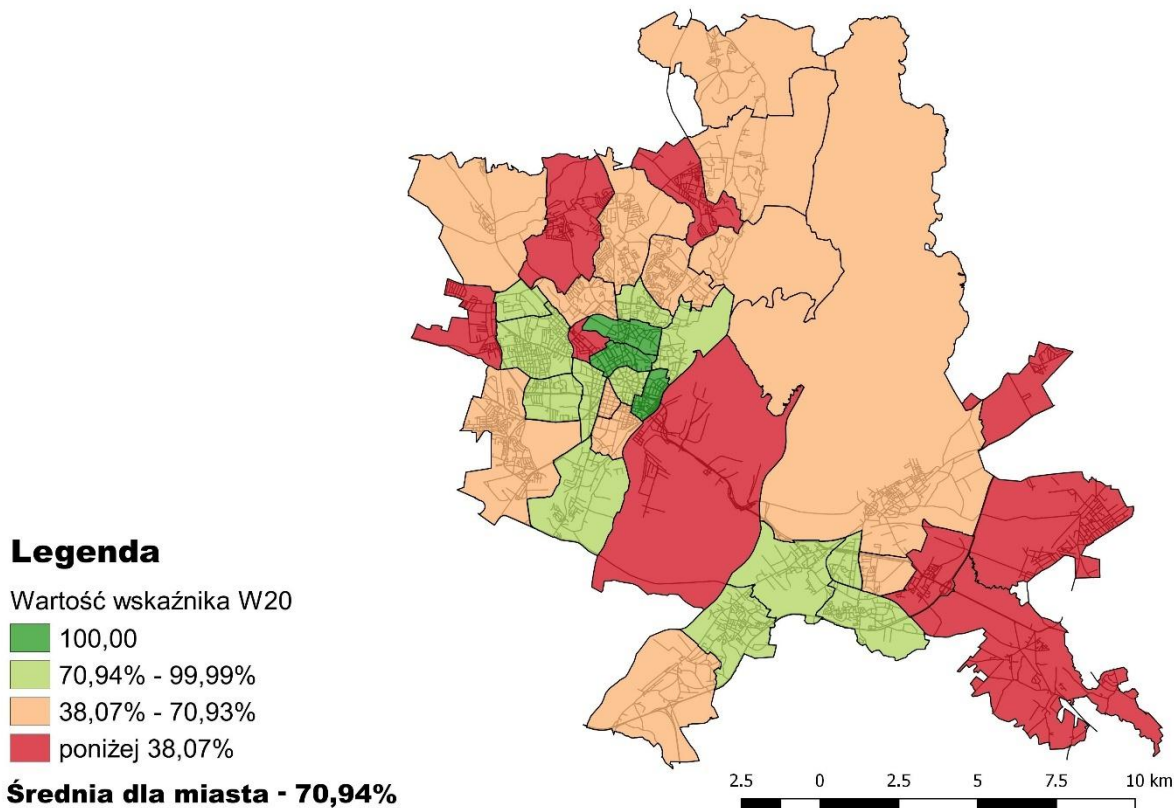 Legenda
Wartość wskaźnika W20
100,00
70,94% - 99,99%
38,07% - 70,93%
poniżej 38,07%
Średnia dla miasta - 70,94%
2.5 0 2.5 5 7.5 10 km